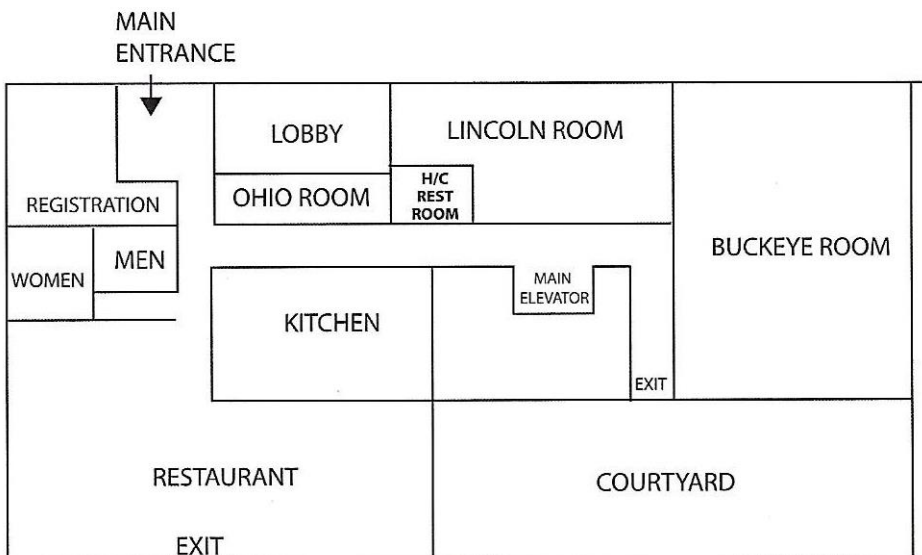 MAIN
ENTRANCE
LOBBY
LINCOLN ROOM
H/C
REST
ROOM
OHIO ROOM
REGISTRATION
BUCKEYE ROOM
MEN
WOMEN
MAIN
ELEVATOR
KITCHEN
EXIT
RESTAURANT
COURTYARD
EXIT